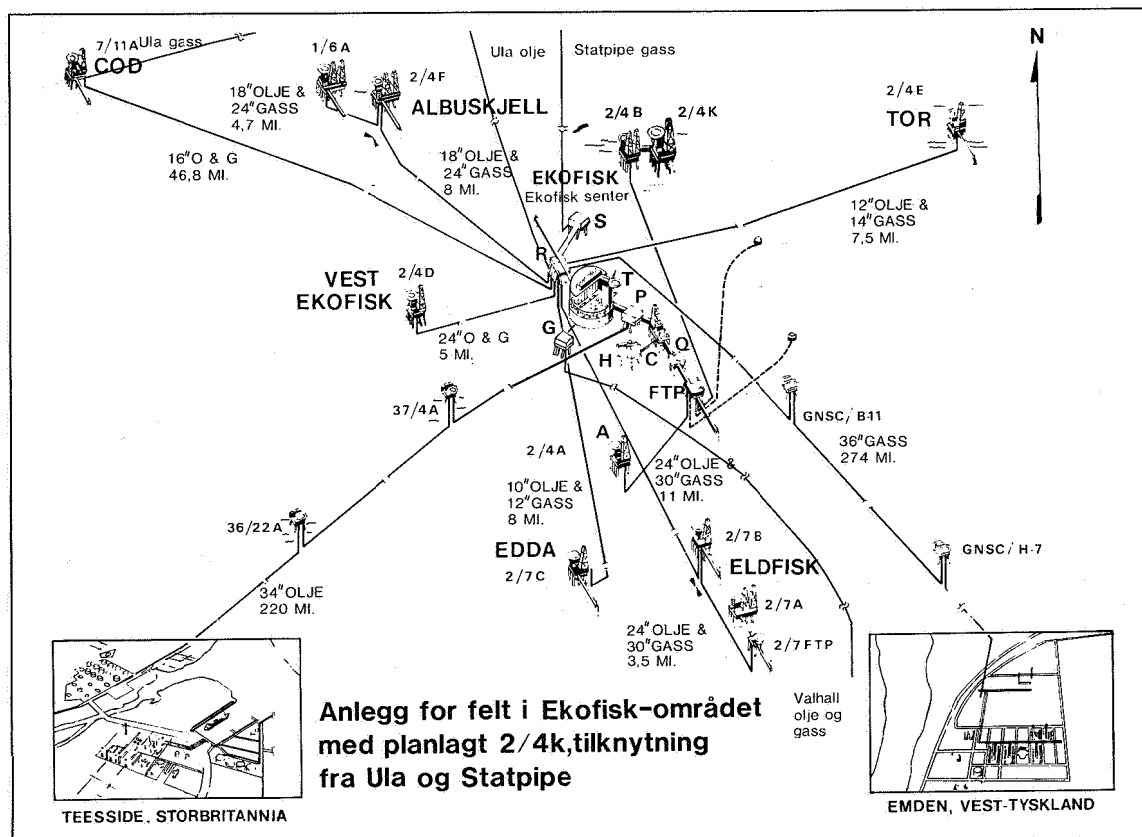 7/11A
Ula gass
COD
1/6A
2/4F
ALBUSKJELL
18"OLJE &
24"GASS
4,7 MI.
Ula olje
Statpipe gass
N
2/4B
2/4K
2/4E
TOR
16"O & G
46,8 MI.
18"OLJE &
24"GASS
8 MI.
EKOFISK
Ekofisk senter
12"OLJE &
14"GASS
7,5 MI.
S
R
T
P
G
H
C
Q
FTP
VEST
EKOFISK
2/4D
24"O & G
5 MI.
37/4A
GNSC/B11
36"GASS
274 MI.
A
2/4A
24"OLJE &
30"GASS
11 MI.
10"OLJE &
12"GASS
8 MI.
36/22A
EDDA
2/7C
2/7B
ELDFISK
2/7A
2/7FTP
GNSC/H-7
34"OLJE
220 MI.
24"OLJE &
30"GASS
3,5 MI.
Valhall
olje og
gass
Anlegg for felt i Ekofisk-området
med planlagt 2/4k,tilknytning
fra Ula og Statpipe
TEESSIDE, STORBRITANNIA
EMDEN, VEST-TYSKLAND